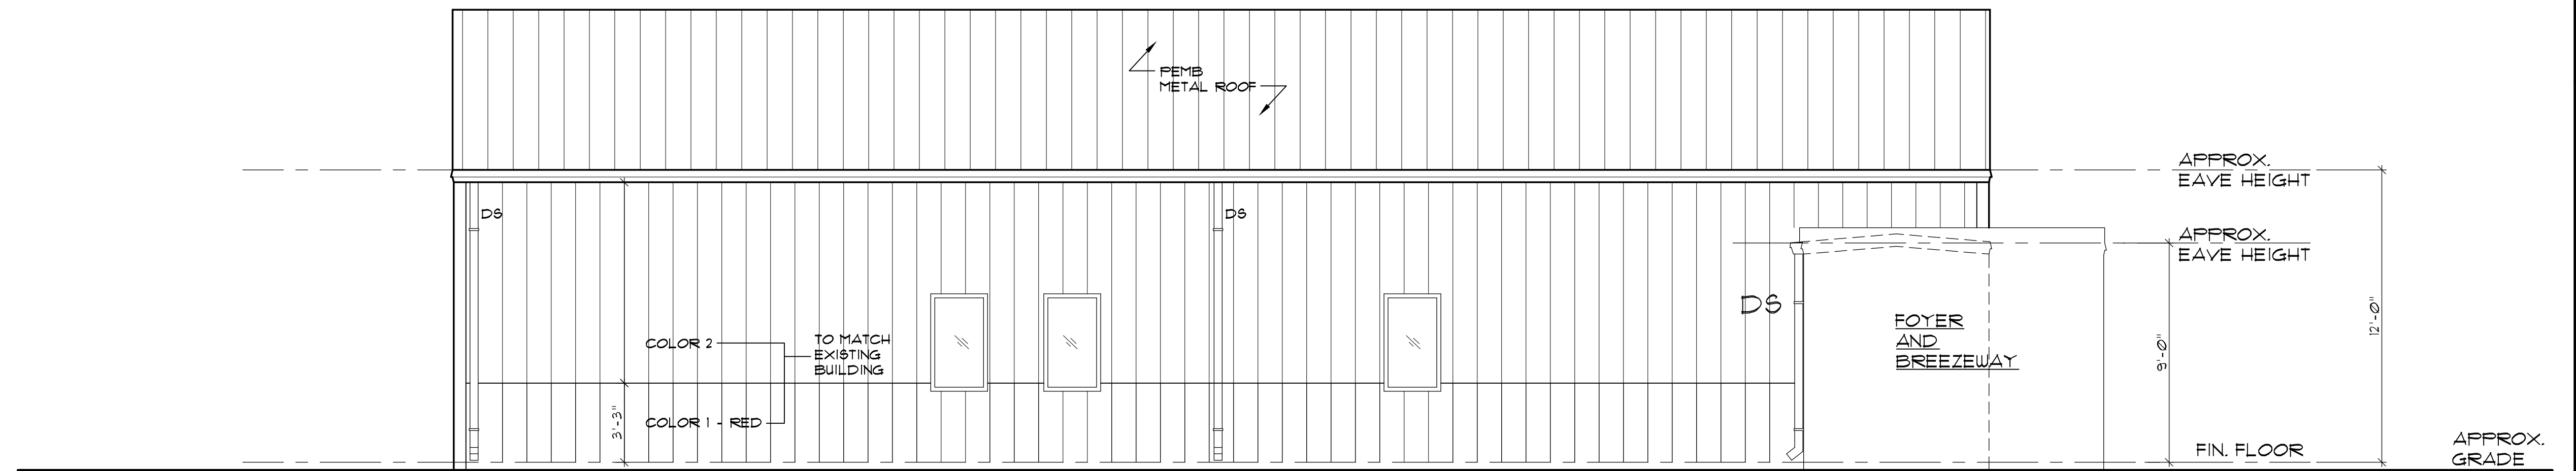 PEMB
METAL ROOF
APPROX.
EAVE HEIGHT
DS
DS
APPROX.
EAVE HEIGHT
DS
12'-0"
FOYER
AND
BREEZEWAY
9'-0"
COLOR 2
TO MATCH
EXISTING
BUILDING
3'-3"
COLOR 1 - RED
FIN. FLOOR
APPROX.
GRADE